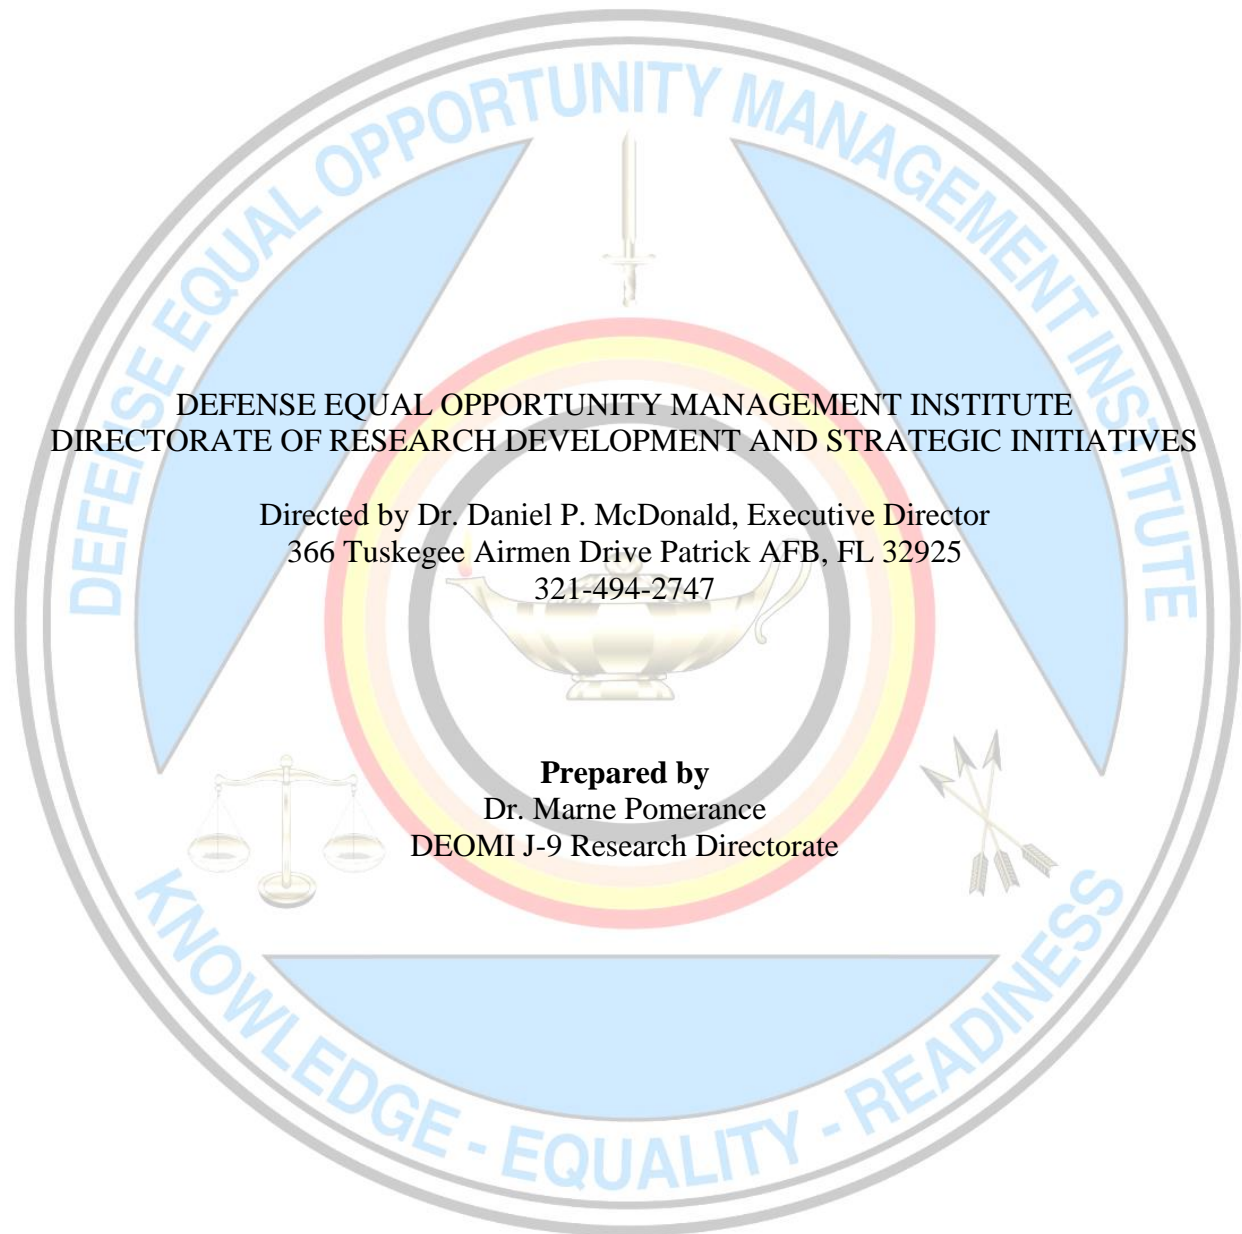 DEFENSE EQUAL OPPORTUNITY MANAGEMENT INSTITUTE
DEFENSE EQUAL OPPORTUNITY MANAGEMENT INSTITUTE
DIRECTORATE OF RESEARCH DEVELOPMENT AND STRATEGIC INITIATIVES
Directed by Dr. Daniel P. McDonald, Executive Director
366 Tuskegee Airmen Drive Patrick AFB, FL 32925
321-494-2747
Prepared by
Dr. Marne Pomerance
DEOMI J-9 Research Directorate
KNOWLEDGE - EQUALITY - READINESS